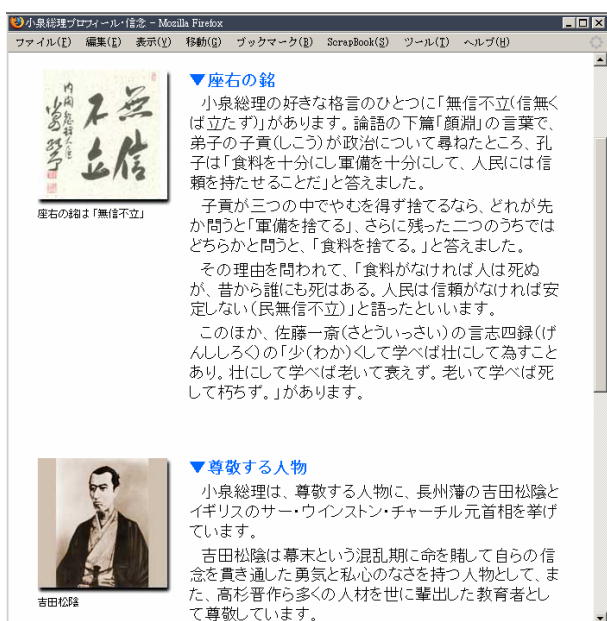 小泉総理プロフィール・信念 - Mozilla Firefox
ファイル(F) 編集(E) 表示(V) 移動(G) ブックマーク(B) ScrapBook(S) ツール(T) ヘルプ(H)
▼座右の銘
小泉総理の好きな格言のひとつに「無信不立(信無く
ば立たず)」があります。論語の下篇「顔淵」の言葉で、
弟子の子貢(しこう)が政治について尋ねたところ、孔
子は「食料を十分にし軍備を十分にして、人民には信
頼を持たせることだ」と答えました。
子貢が三つの中でやむを得ず捨てるなら、どれが先
か問うと「軍備を捨てる」、さらに残った二つのうちでは
どちらかと問うと、「食料を捨てる。」と答えました。
その理由を問われて、「食料がなければ人は死ぬ
が、昔から誰にも死はある。人民は信頼がなければ安
定しない(民無信不立)」と語ったといいます。
このほか、佐藤一斎(さとういっさい)の言志四録(げ
んししろく)の「少(わか)くして学べば壮にして為すこと
あり。壮にして学べば老いて衰えず。老いて学べば死
して朽ちず。」があります。
無信
不立
座右の銘は「無信不立」
▼尊敬する人物
小泉総理は、尊敬する人物に、長州藩の吉田松陰と
イギリスのサー・ウインストン・チャーチル元首相を挙げ
ています。
吉田松陰は幕末という混乱期に命を賭して自らの信
念を貫き通した勇気と私心のなさを持つ人物として、ま
た、高杉晋作ら多くの人材を世に輩出した教育者とし
て尊敬しています。
吉田松陰